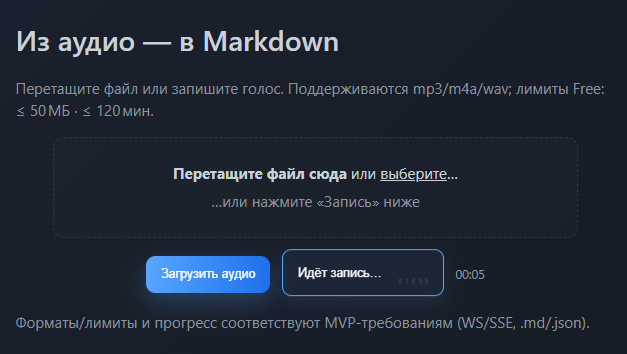 Из аудио — в Markdown
Перетащите файл или запишите голос. Поддерживаются mp3/m4a/wav; лимиты Free:
≤ 50 МБ · ≤ 120 мин.
Перетащите файл сюда или выберите...
...или нажмите «Запись» ниже
Загрузить аудио
Идёт запись...
00:05
Форматы/лимиты и прогресс соответствуют MVP-требованиям (WS/SSE, .md/.json).